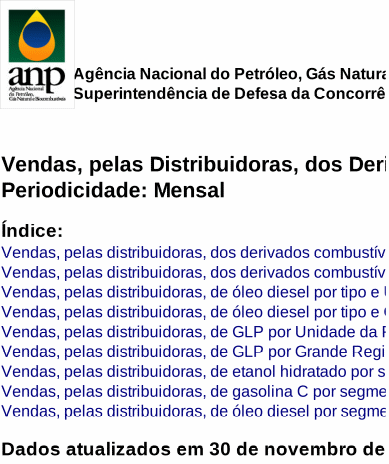 anp
Agência Nacional
do Petróleo,
Gás Natural e Biocombustíveis
Agência Nacional do Petróleo, Gás Natura
Superintendência de Defesa da Concorrê
Vendas, pelas Distribuidoras, dos Deri
Periodicidade: Mensal
Índice:
Vendas, pelas distribuidoras, dos derivados combustív
Vendas, pelas distribuidoras, dos derivados combustív
Vendas, pelas distribuidoras, de óleo diesel por tipo e U
Vendas, pelas distribuidoras, de óleo diesel por tipo e G
Vendas, pelas distribuidoras, de GLP por Unidade da F
Vendas, pelas distribuidoras, de GLP por Grande Regi
Vendas, pelas distribuidoras, de etanol hidratado por s
Vendas, pelas distribuidoras, de gasolina C por segme
Vendas, pelas distribuidoras, de óleo diesel por segme
Dados atualizados em 30 de novembro de